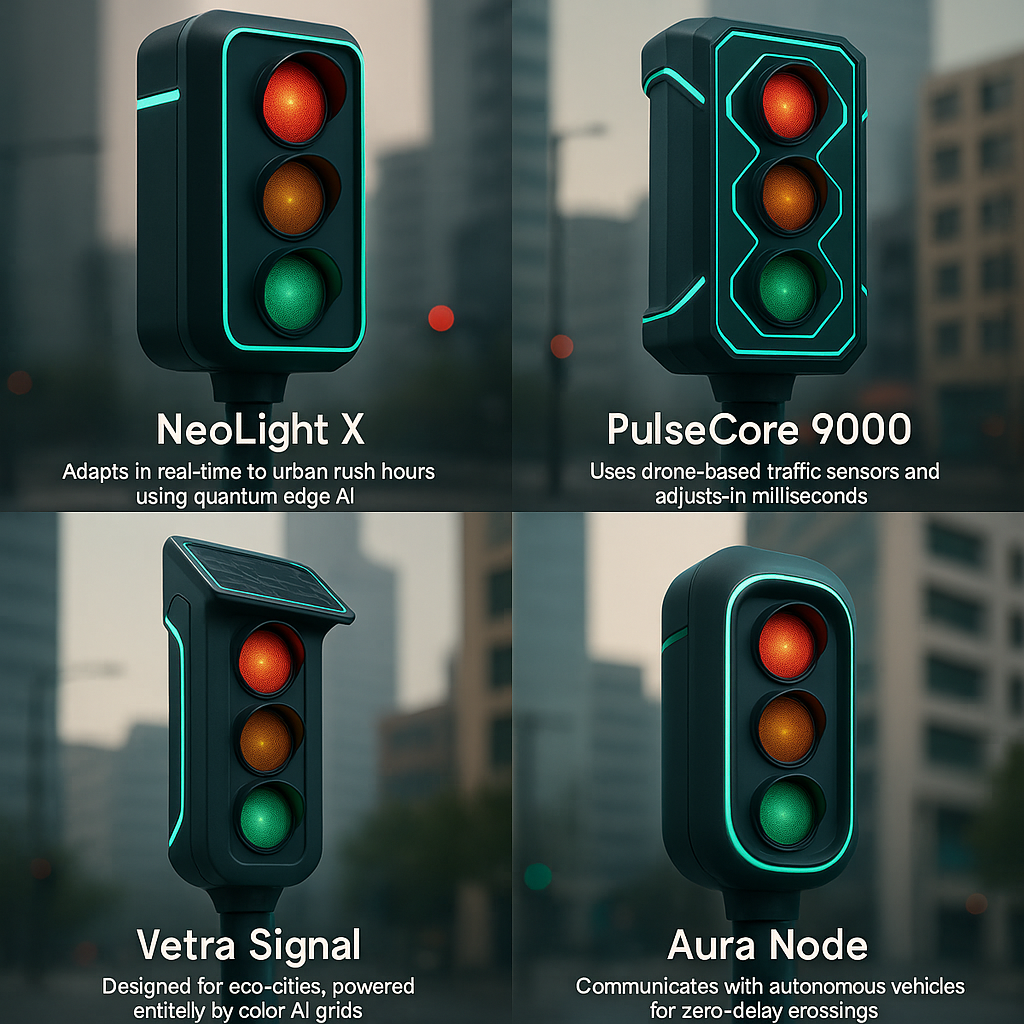 NeoLight X
Adapts in real-time to urban rush hours
using quantum edge AI
PulseCore 9000
Uses drone-based traffic sensors and
adjusts-in milliseconds
Vetra Signal
Designed for eco-cities, powered
entitelly by color AI grids
Aura Node
Communicates with autonomous vehicles
for zero-delay erossings